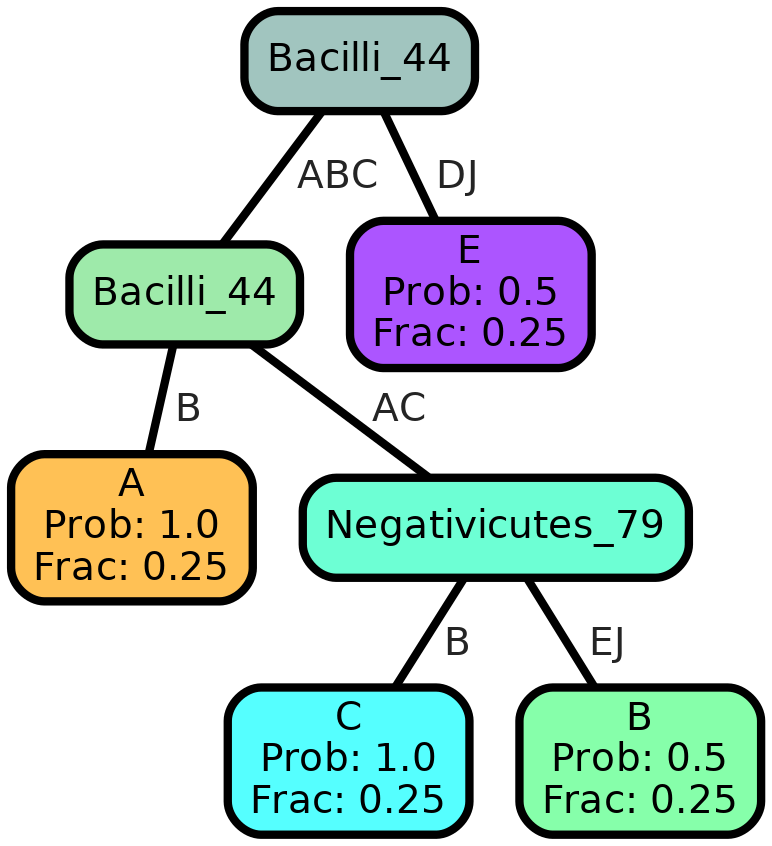 Bacilli_44
ABC
DJ
Bacilli_44
E
Prob: 0.5
Frac: 0.25
B
AC
A
Prob: 1.0
Frac: 0.25
Negativicutes_79
B
EJ
C
Prob: 1.0
Frac: 0.25
B
Prob: 0.5
Frac: 0.25